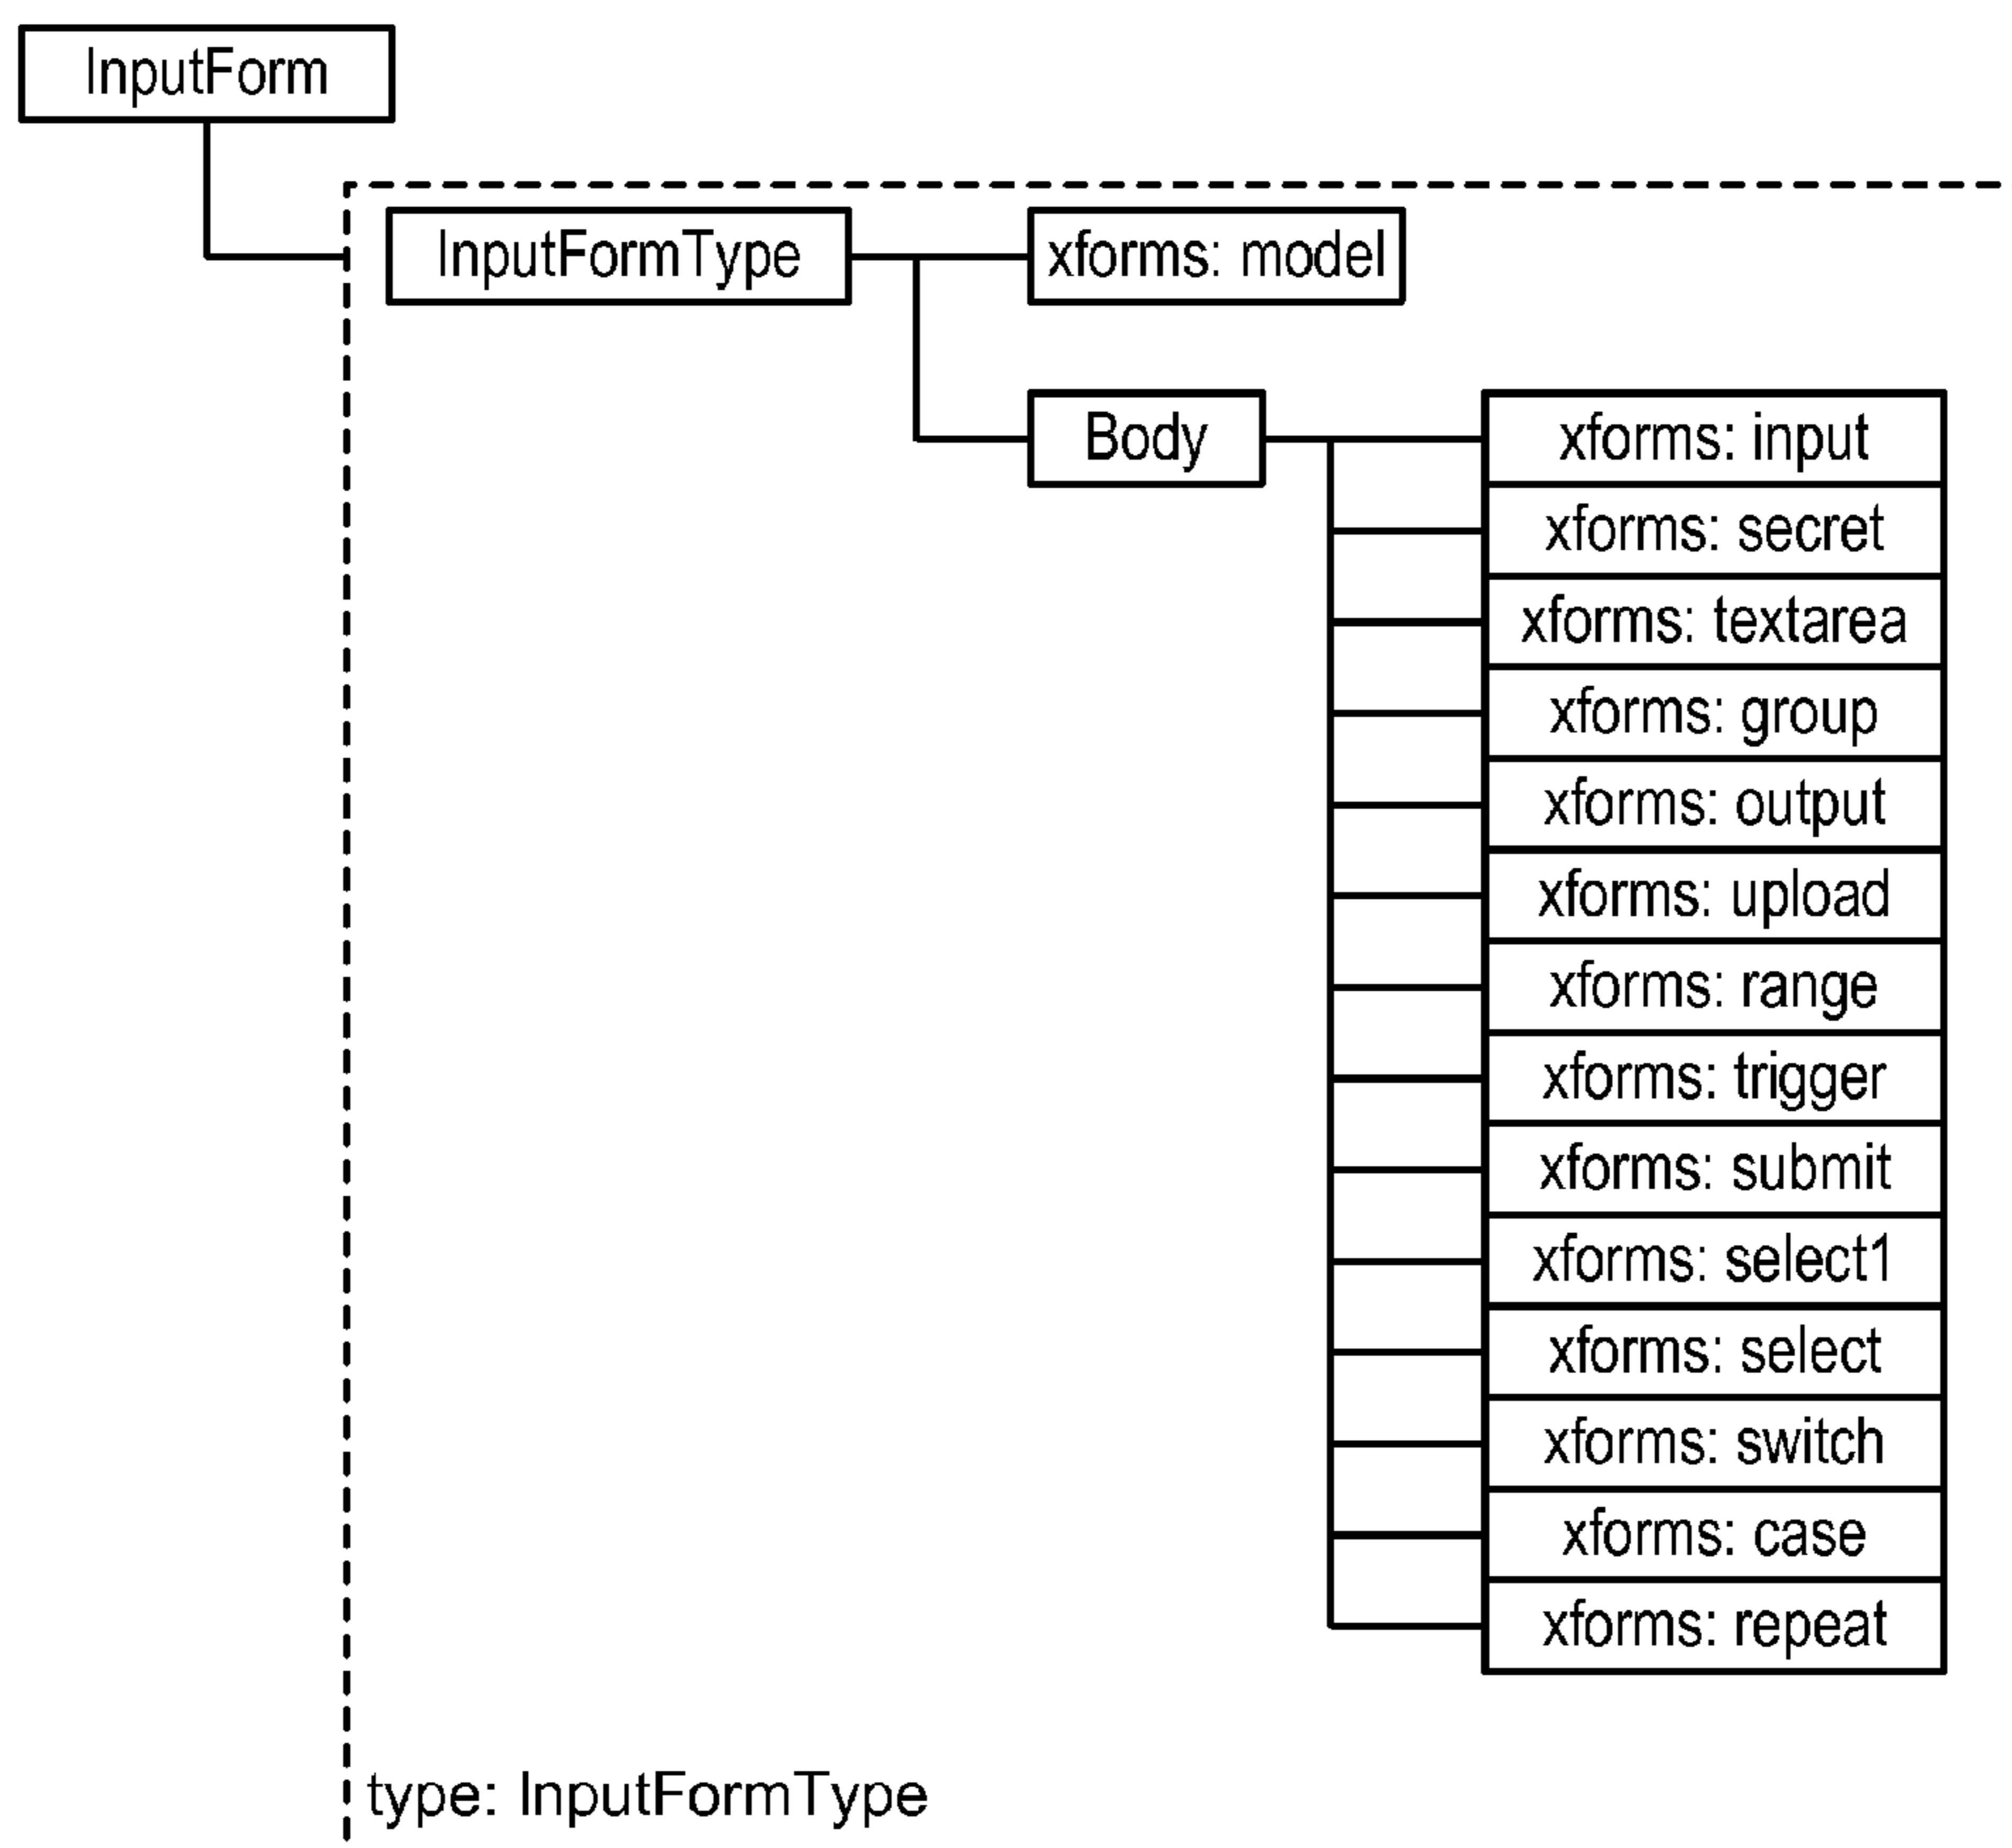 InputForm
InputFormType
xforms: model
Body
xforms: input
xforms: secret
xforms: textarea
xforms: group
xforms: output
xforms: upload
xforms: range
xforms: trigger
xforms: submit
xforms: select1
xforms: select
xforms: switch
xforms: case
xforms: repeat
type: InputFormType